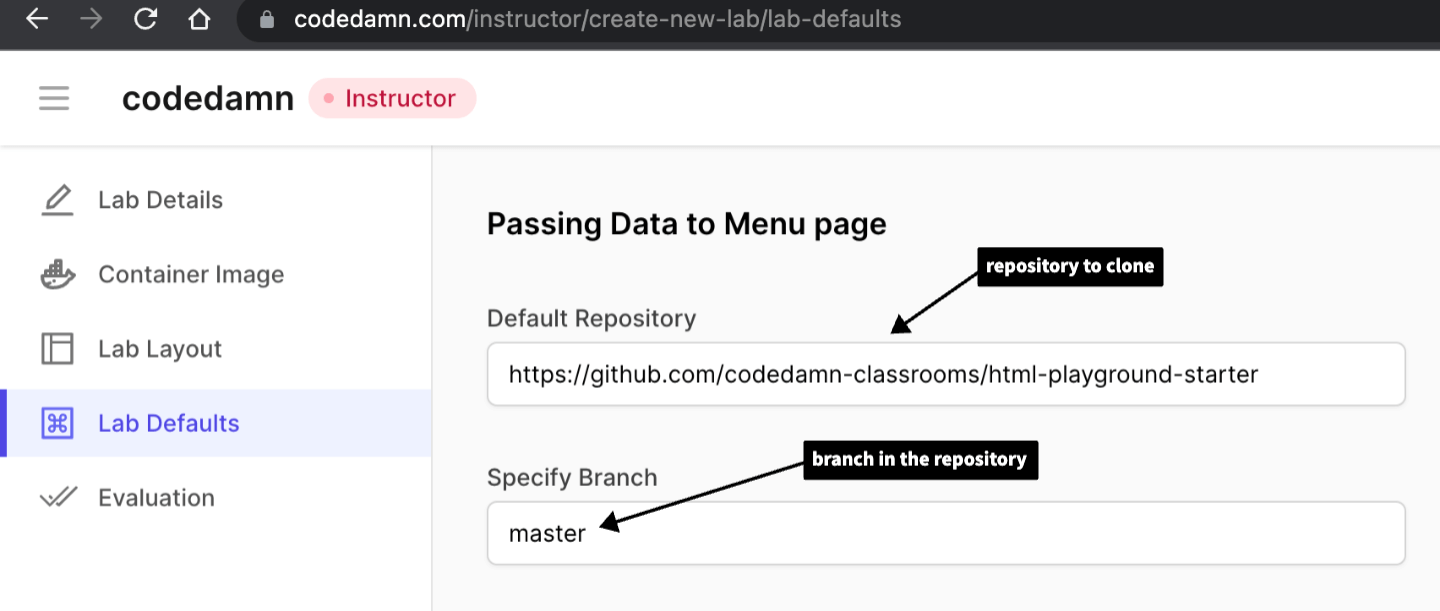 codedamn.com/instructor/create-new-lab/lab-defaults
codedamn Instructor
Lab Details
Container Image
Lab Layout
Lab Defaults
Evaluation
Passing Data to Menu page
repository to clone
Default Repository
https://github.com/codedamn-classrooms/html-playground-starter
branch in the repository
Specify Branch
master